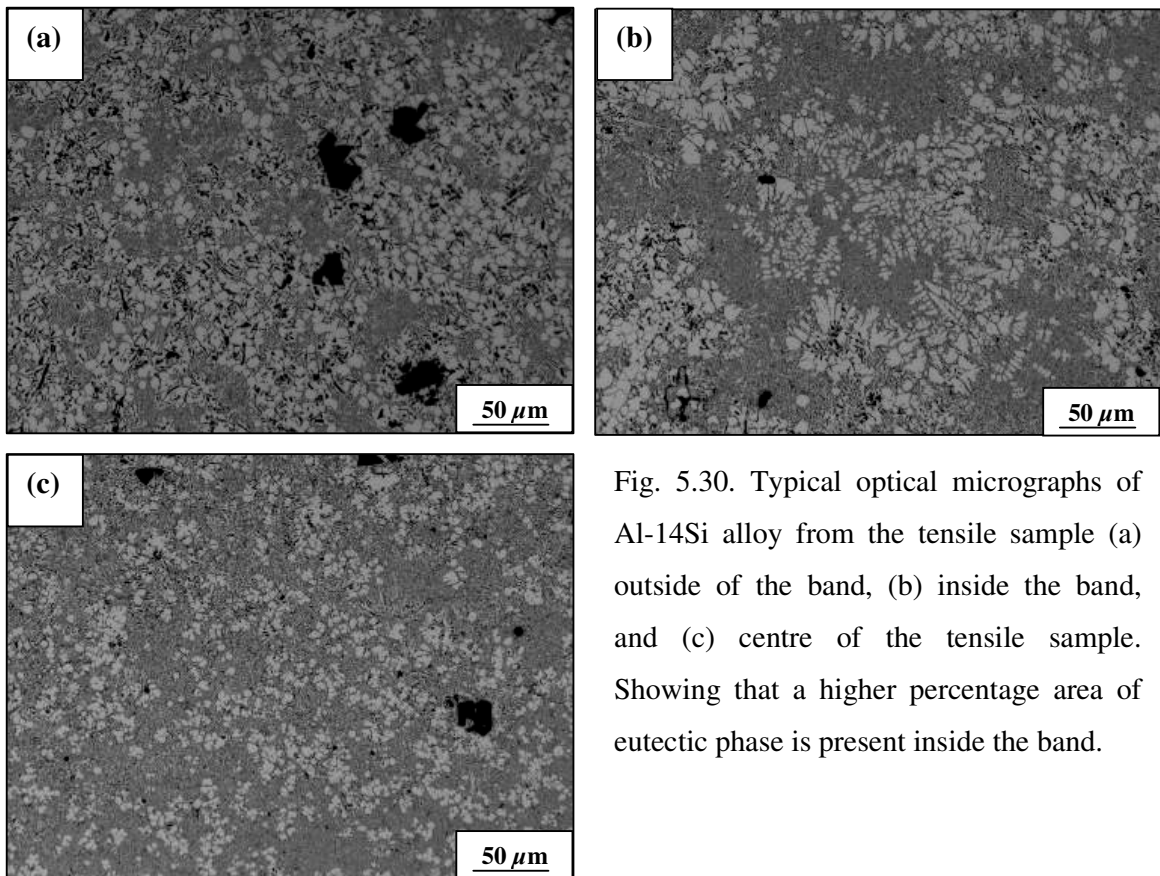 (a)
(b)
50 µm
50 µm
(c)
50 µm
Fig. 5.30. Typical optical micrographs of
Al-14Si alloy from the tensile sample (a)
outside of the band, (b) inside the band,
and (c) centre of the tensile sample.
Showing that a higher percentage area of
eutectic phase is present inside the band.